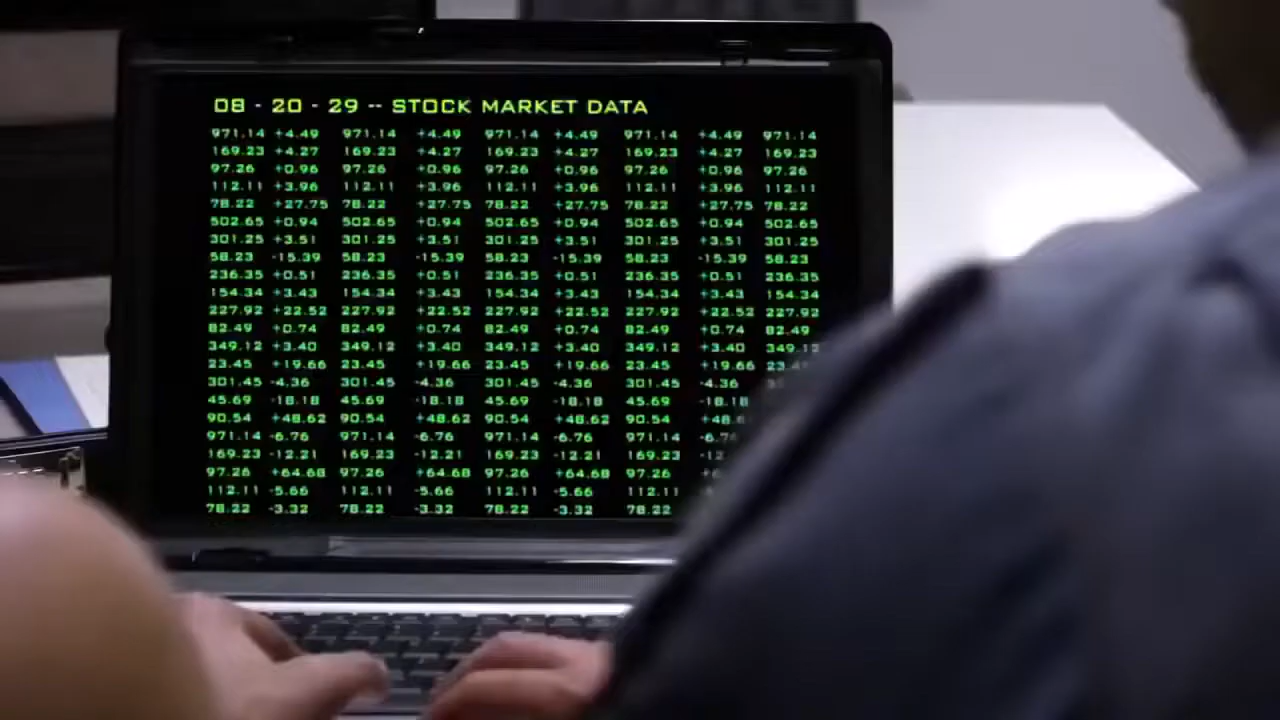 08 - 20 - 29 -- STOCK MARKET DATA
971.14 +4.49 971.14 +4.49 971.14 +4.49 971.14 +4.49 971.14
169.23 +4.27 169.23 +4.27 169.23 +4.27 169.23 +4.27 169.23
97.26 +0.96 97.26 +0.96 97.26 +0.96 97.26 +0.96 97.26
112.11 +3.96 112.11 +3.96 112.11 +3.96 112.11 +3.96 112.11
78.22 +27.75 78.22 +27.75 78.22 +27.75 78.22 +27.75 78.22
502.65 +0.94 502.65 +0.94 502.65 +0.94 502.65 +0.94 502.65
301.25 +3.51 301.25 +3.51 301.25 +3.51 301.25 +3.51 301.25
58.23 -15.39 58.23 -15.39 58.23 -15.39 58.23 -15.39 58.23
236.35 +0.51 236.35 +0.51 236.35 +0.51 236.35 +0.51 236.35
154.34 +3.43 154.34 +3.43 154.34 +3.43 154.34 +3.43 154.34
227.92 +22.52 227.92 +22.52 227.92 +22.52 227.92 +22.52 227.92
82.49 +0.74 82.49 +0.74 82.49 +0.74 82.49 +0.74 82.49
349.12 +3.40 349.12 +3.40 349.12 +3.40 349.12 +3.40 349.12
23.45 +19.66 23.45 +19.66 23.45 +19.66 23.45 +19.66
301.45 -4.36 301.45 -4.36 301.45 -4.36 301.45 -4.36
45.69 -18.18 45.69 -18.18 45.69 -18.18 45.69 -18.18
90.54 +48.62 90.54 +48.62 90.54 +48.62 90.54
971.14 -6.76 971.14 -6.76 971.14 -6.76 971.14
169.23 -12.21 169.23 -12.21 169.23 -12.21 169.23
97.26 +64.68 97.26 +64.68 97.26 +64.68 97.26
112.11 -5.66 112.11 -5.66 112.11 -5.66 112.11
78.22 -3.32 78.22 -3.32 78.22 -3.32 78.22